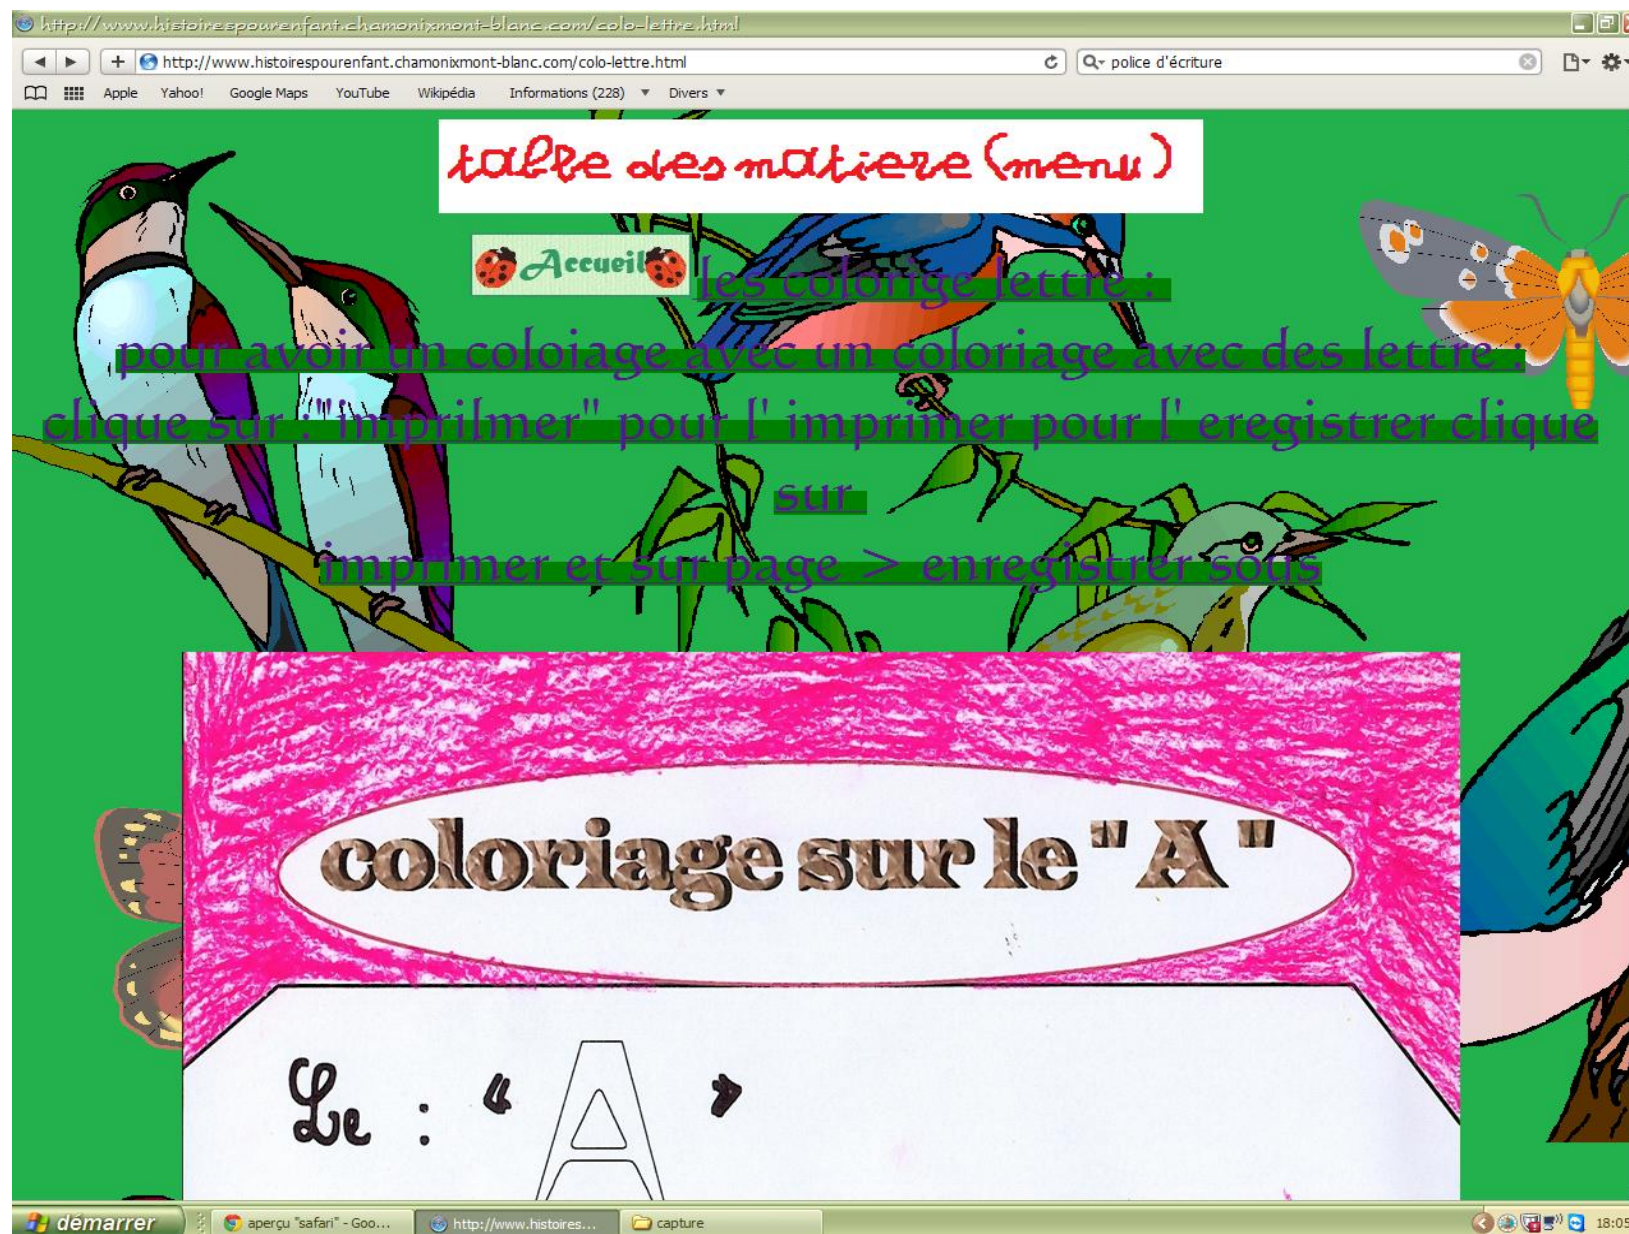 http://www.histoirespourenfant.chamonixmont-blanc.com/colo-lettre.html
http://www.histoirespourenfant.chamonixmont-blanc.com/colo-lettre.html police d'écriture
Apple Yahoo! Google Maps YouTube Wikipédia Informations (228) Divers
table des matiere (menu)
Accueil les colorige lettre :
pour avoir un coloiage avec un coloriage avec des lettre :
clique sur :"imprilmer" pour l' imprimer pour l' eregistrer clique
sur
imprimer et sur page > enregistrer sous
coloriage sur le " A "
Le : « A »
démarrer aperçu "safari" - Goo... http://www.histoires... capture 18:05